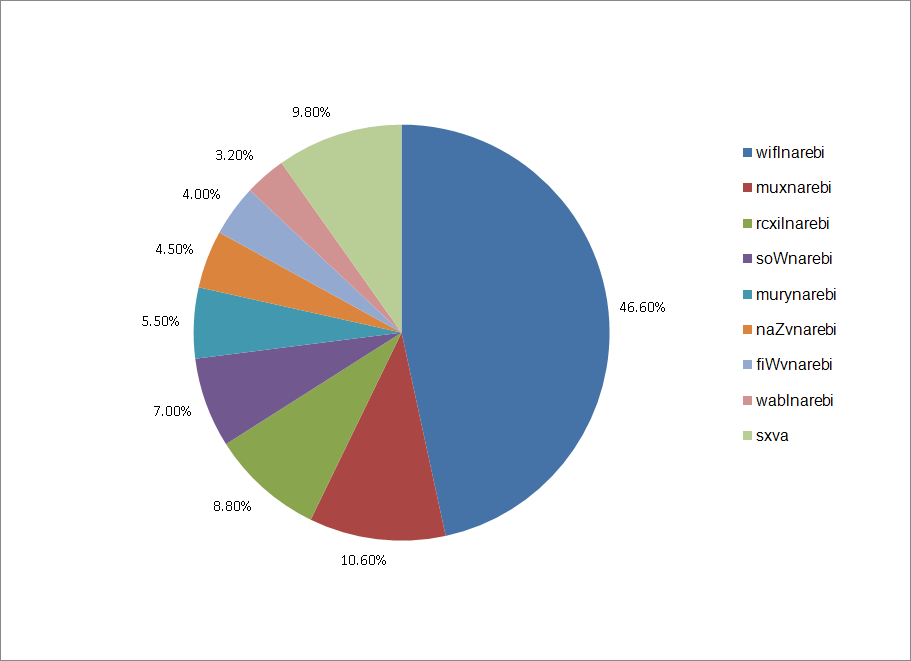 9.80%
3.20%
4.00%
4.50%
5.50%
7.00%
8.80%
10.60%
46.60%
wiflnarebi
muxnarebi
rcxilnarebi
soWnarebi
murynarebi
naZvnarebi
fiWvnarebi
wablnarebi
sxva